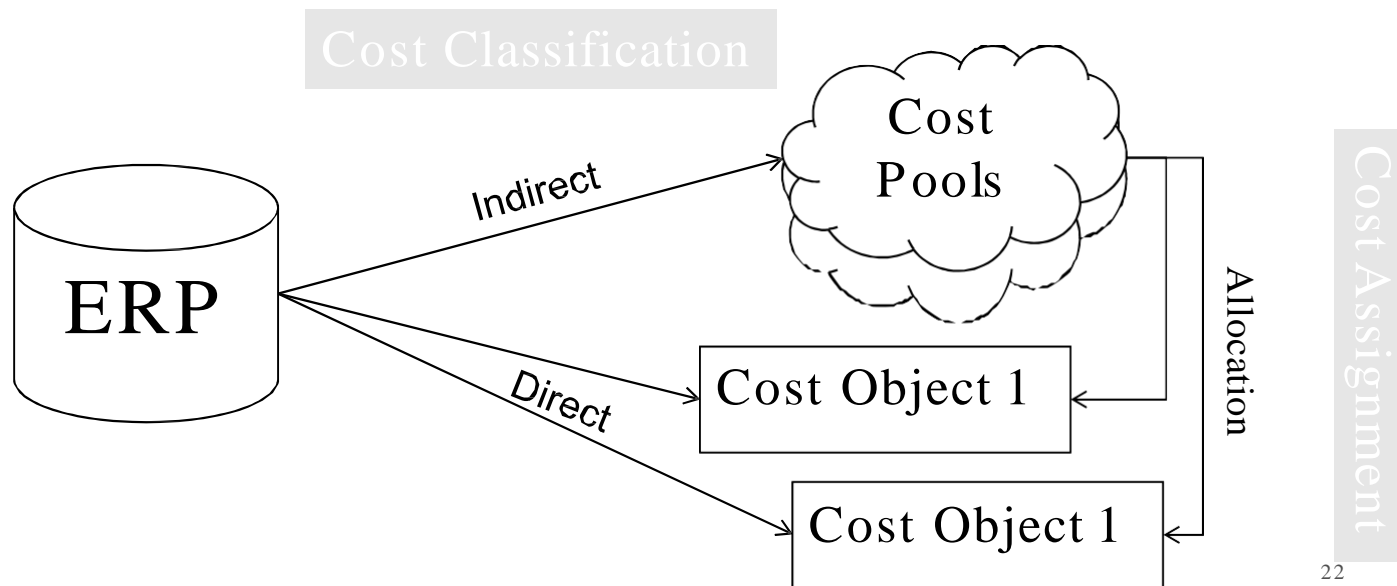 Cost Classification
Cost
Pools
Indirect
ERP
Direct
Cost Object 1
Cost Object 1
Allocation
Cost Assignment
22